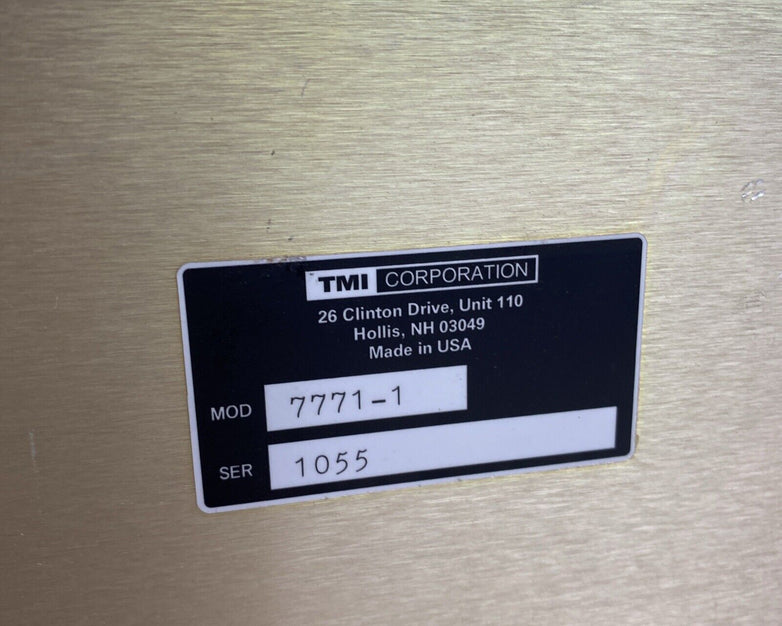 TMI CORPORATION
26 Clinton Drive, Unit 110
Hollis, NH 03049
Made in USA
MOD 7771-1
SER 1055